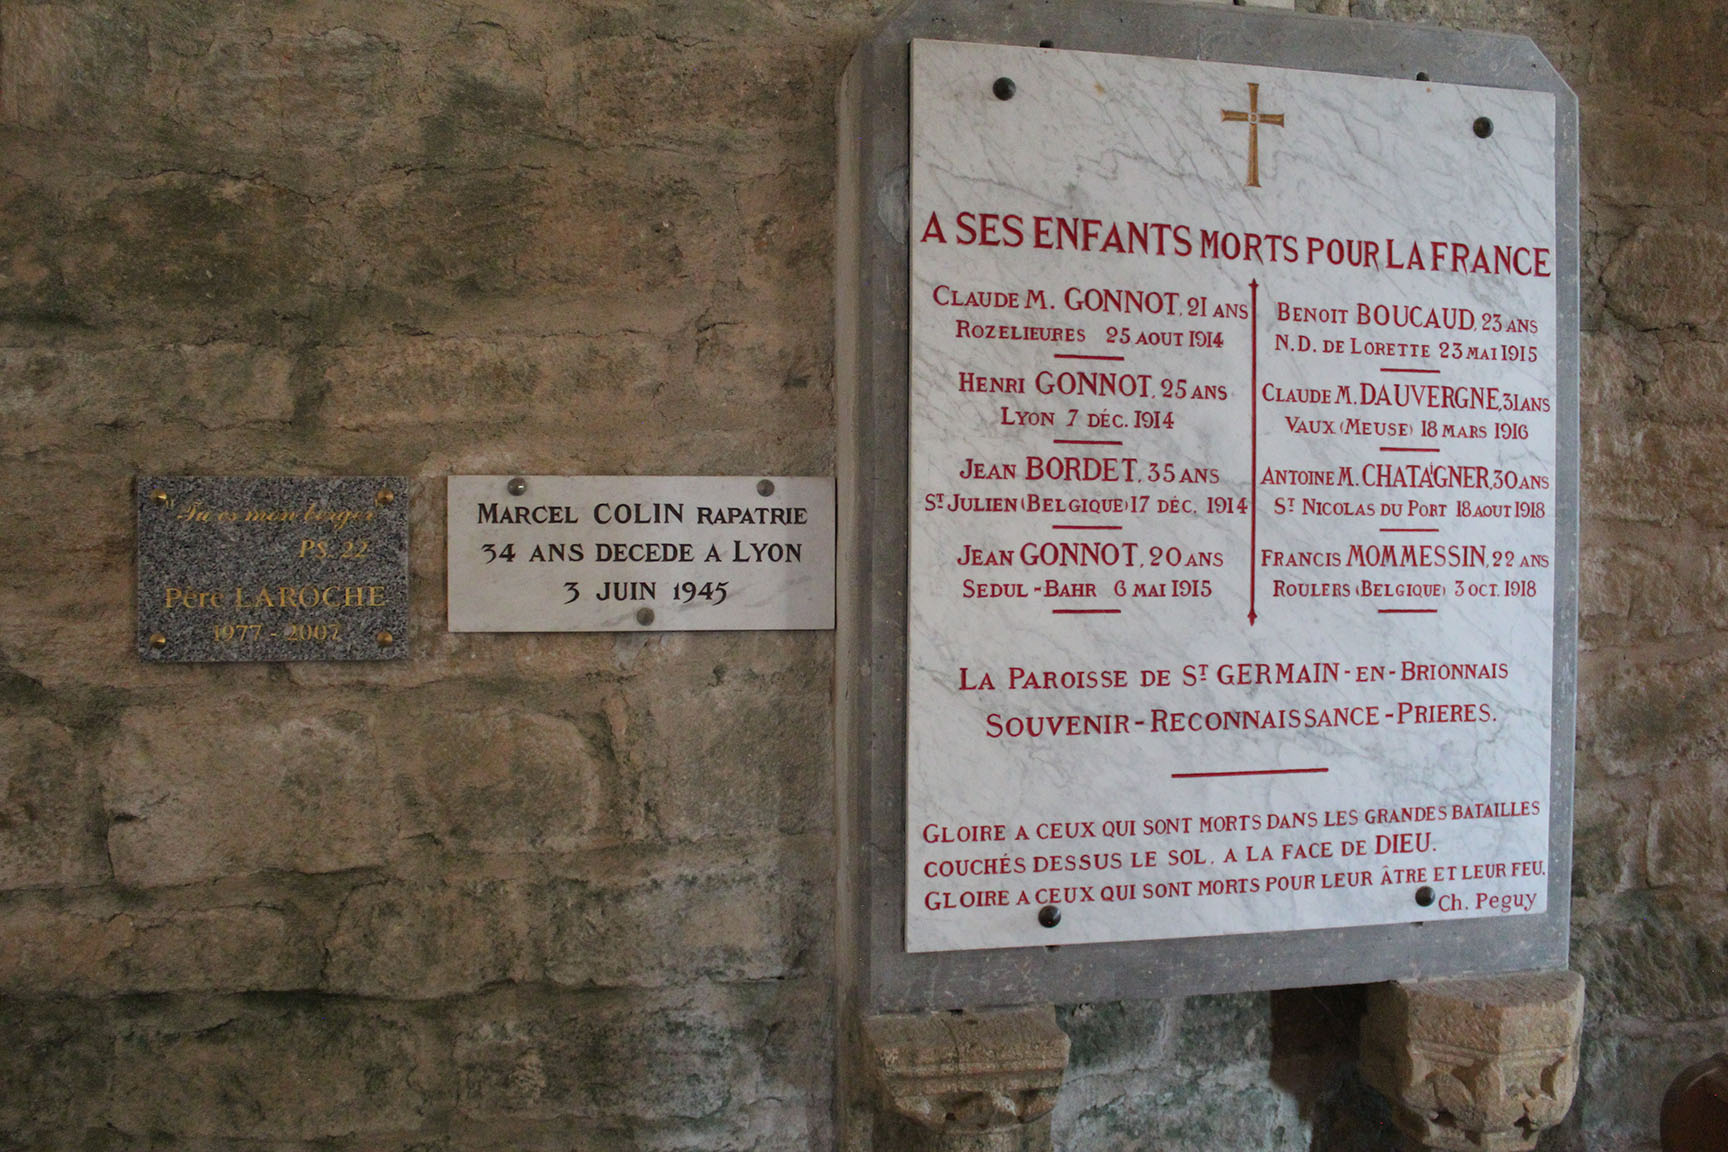 Tu es mon berger
PS. 22
Père LAROCHE
1977 - 2007
MARCEL COLIN RAPATRIE
34 ANS DECEDE A LYON
3 JUIN 1945
A SES ENFANTS MORTS POUR LA FRANCE
CLAUDE M. GONNOT, 21 ANS
ROZELIEURES 25 AOUT 1914
HENRI GONNOT, 25 ANS
LYON 7 DÉC. 1914
JEAN BORDET, 35 ANS
ST JULIEN (BELGIQUE) 17 DÉC. 1914
JEAN GONNOT, 20 ANS
SEDUL-BAHR 6 MAI 1915
BENOIT BOUCAUD, 23 ANS
N.D. DE LORETTE 23 MAI 1915
CLAUDE M. DAUVERGNE, 31 ANS
VAUX (MEUSE) 18 MARS 1916
ANTOINE M. CHATAIGNER, 30 ANS
ST NICOLAS DU PORT 18 AOUT 1918
FRANCIS MOMMESSIN, 22 ANS
ROULERS (BELGIQUE) 3 OCT. 1918
LA PAROISSE DE ST GERMAIN-EN-BRIONNAIS
SOUVENIR-RECONNAISSANCE-PRIERES.
GLOIRE A CEUX QUI SONT MORTS DANS LES GRANDES BATAILLES
COUCHÉS DESSUS LE SOL. A LA FACE DE DIEU.
GLOIRE A CEUX QUI SONT MORTS POUR LEUR ÂTRE ET LEUR FEU.
Ch. Peguy